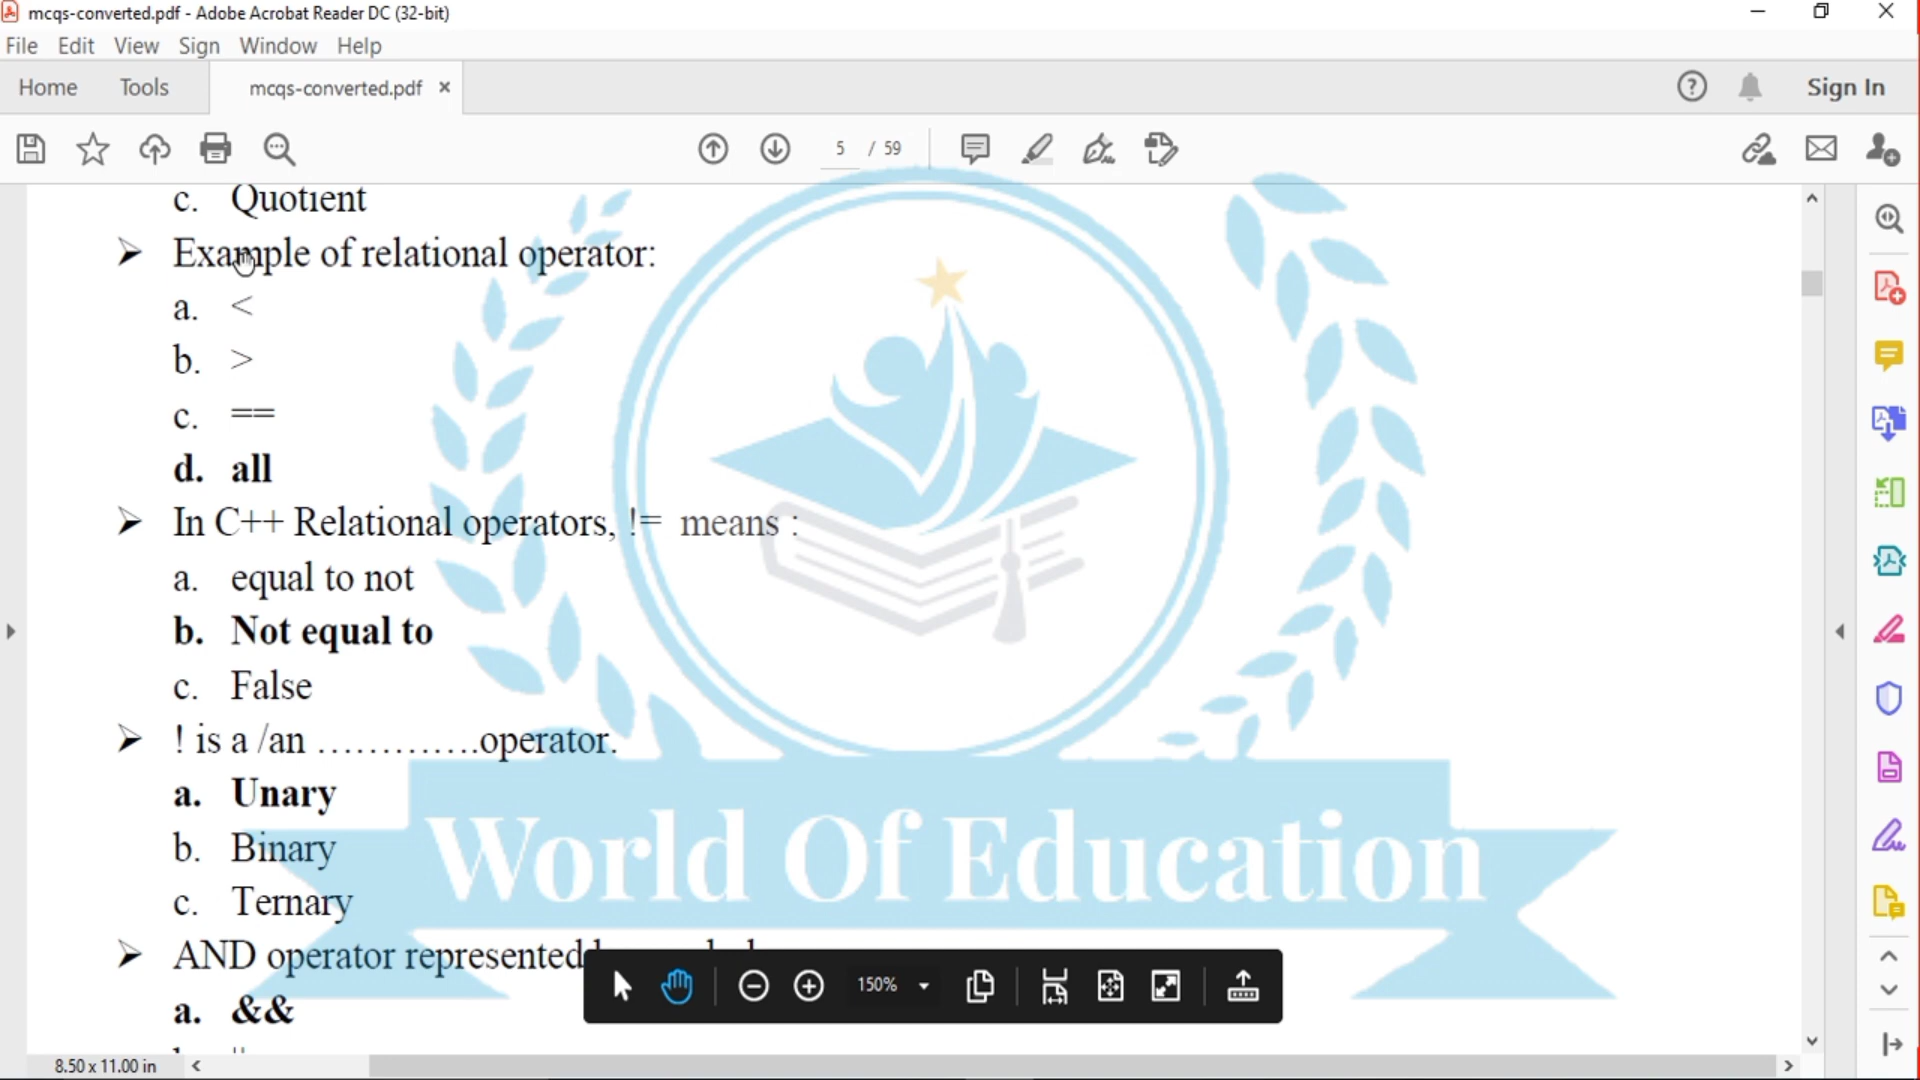 mcqs-converted.pdf - Adobe Acrobat Reader DC (32-bit)
File Edit View Sign Window Help
Home Tools mcqs-converted.pdf × Sign In
5 / 59
c. Quotient
➢ Example of relational operator:
a. <
b. >
c. ==
d. all
➢ In C++ Relational operators, != means :
a. equal to not
b. Not equal to
c. False
➢ ! is a /an .............operator.
a. Unary
b. Binary
c. Ternary
World Of Education
➢ AND operator represented
a. &&
150%
8.50 x 11.00 in